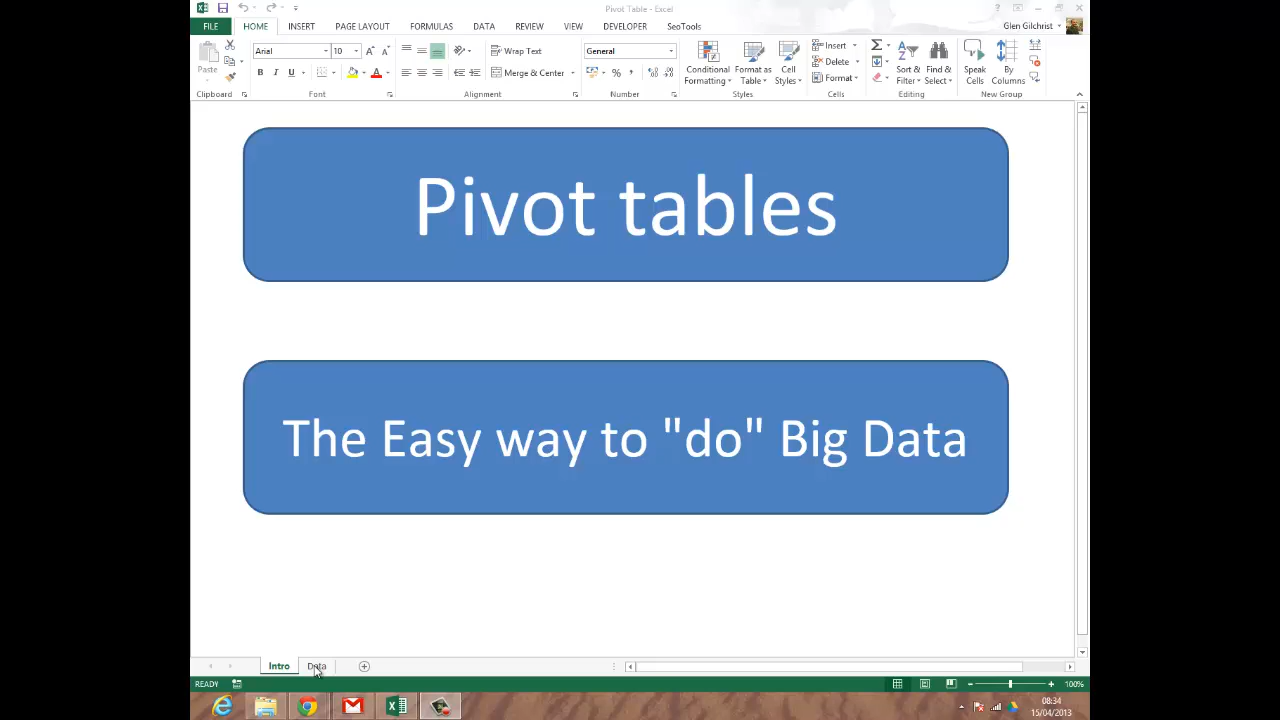 Pivot Table - Excel
?
FILE HOME INSERT PAGE LAYOUT FORMULAS DATA REVIEW VIEW DEVELOPER SeoTools Glen Gilchrist
Paste
Arial 10 A A
B I U A
Wrap Text
Merge & Center
General
%
Conditional Formatting
Format as Table
Cell Styles
Insert
Delete
Format
Sort & Filter
Find & Select
Speak Cells
By Columns
Clipboard Font Alignment Number Styles Cells Editing New Group
Pivot tables
The Easy way to "do" Big Data
Intro Data
READY 100%
08:34
15/04/2013